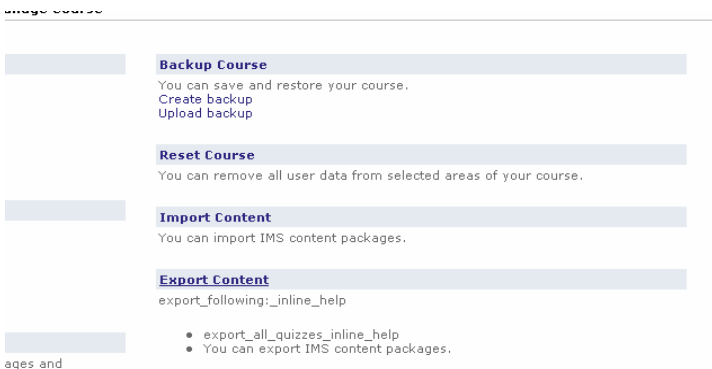 Backup Course
You can save and restore your course.
Create backup
Upload backup
Reset Course
You can remove all user data from selected areas of your course.
Import Content
You can import IMS content packages.
Export Content
export_following:_inline_help
• export_all_quizzes_inline_help
• You can export IMS content packages.
ages and